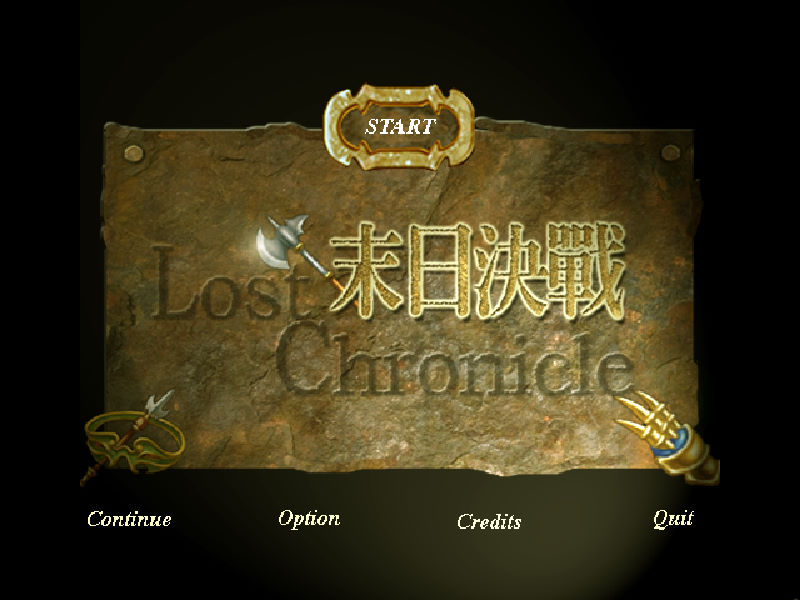 START
末日決戰
Lost
Chronicle
Continue
Option
Credits
Quit